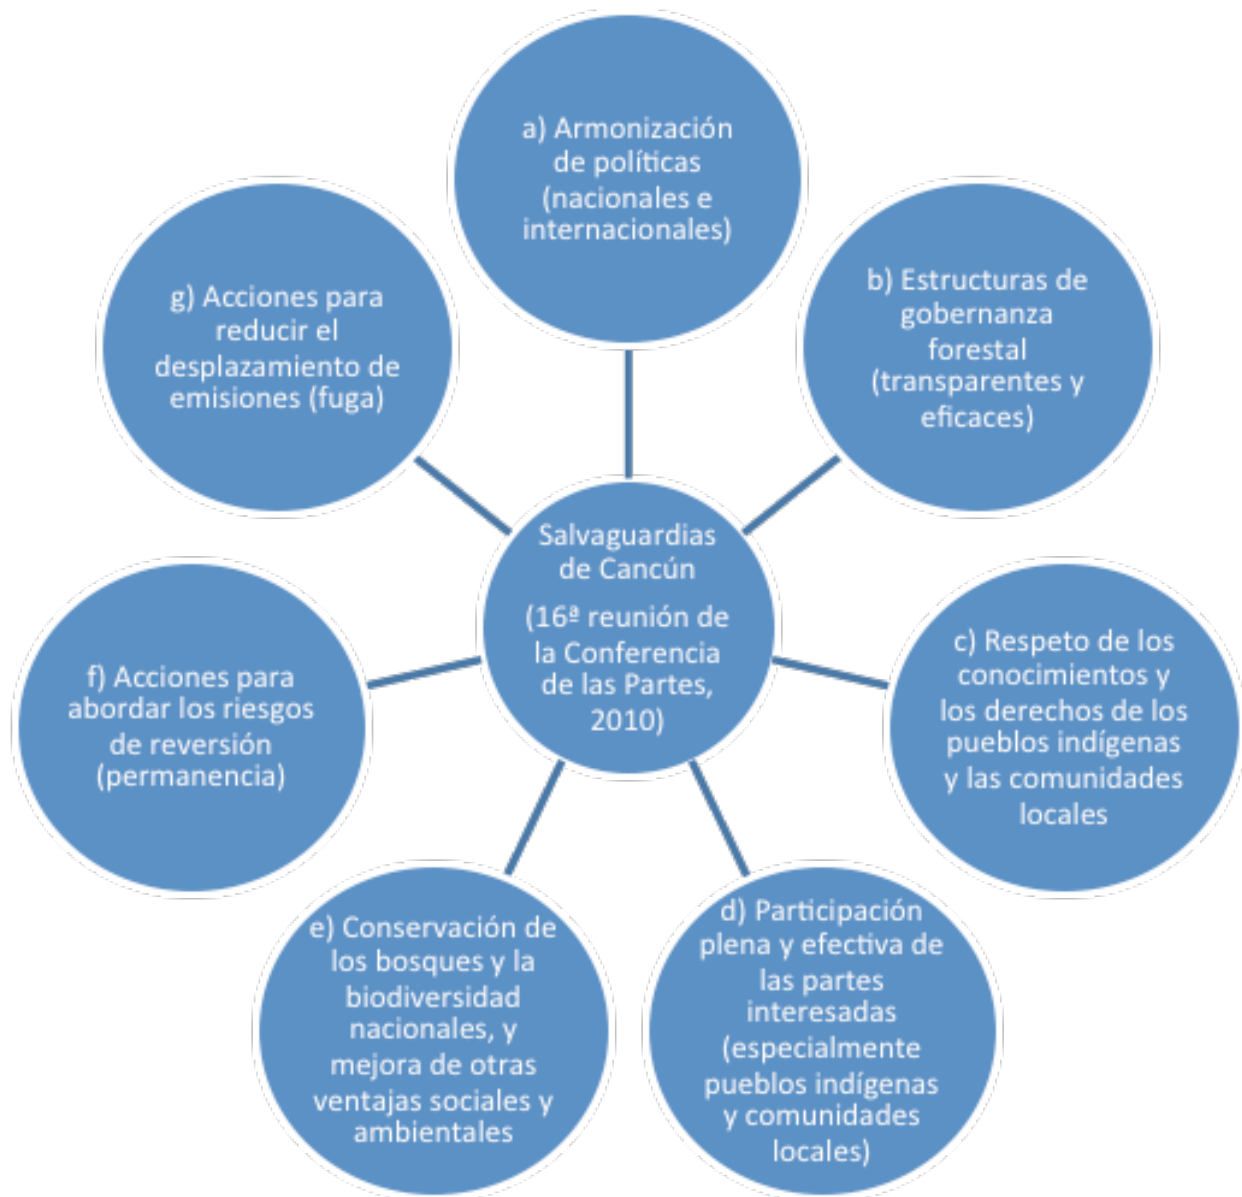 a) Armonización
de políticas
(nacionales e
internacionales)
b) Estructuras de
gobernanza
forestal
(transparentes y
eficaces)
c) Respeto de los
conocimientos y
los derechos de los
pueblos indígenas
y las comunidades
locales
d) Participación
plena y efectiva de
las partes
interesadas
(especialmente
pueblos indígenas
y comunidades
locales)
e) Conservación de
los bosques y la
biodiversidad
nacionales, y
mejora de otras
ventajas sociales y
ambientales
f) Acciones para
abordar los riesgos
de reversión
(permanencia)
g) Acciones para
reducir el
desplazamiento de
emisiones (fuga)
Salvaguardias
de Cancún
(16ª reunión de
la Conferencia
de las Partes,
2010)